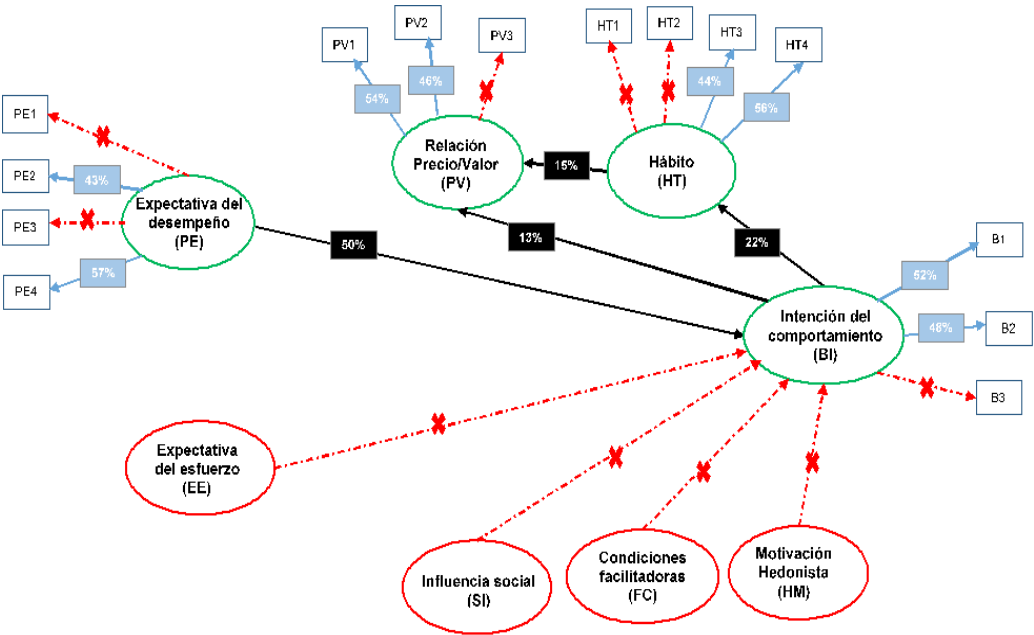 PV1
PV2
PV3
HT1
HT2
HT3
HT4
54%
46%
44%
56%
PE1
PE2
PE3
PE4
43%
57%
Expectativa del
desempeño
(PE)
Relación
Precio/Valor
(PV)
15%
Hábito
(HT)
50%
13%
22%
B1
B2
B3
52%
48%
Intención del
comportamiento
(BI)
Expectativa
del esfuerzo
(EE)
Influencia social
(SI)
Condiciones
facilitadoras
(FC)
Motivación
Hedonista
(HM)